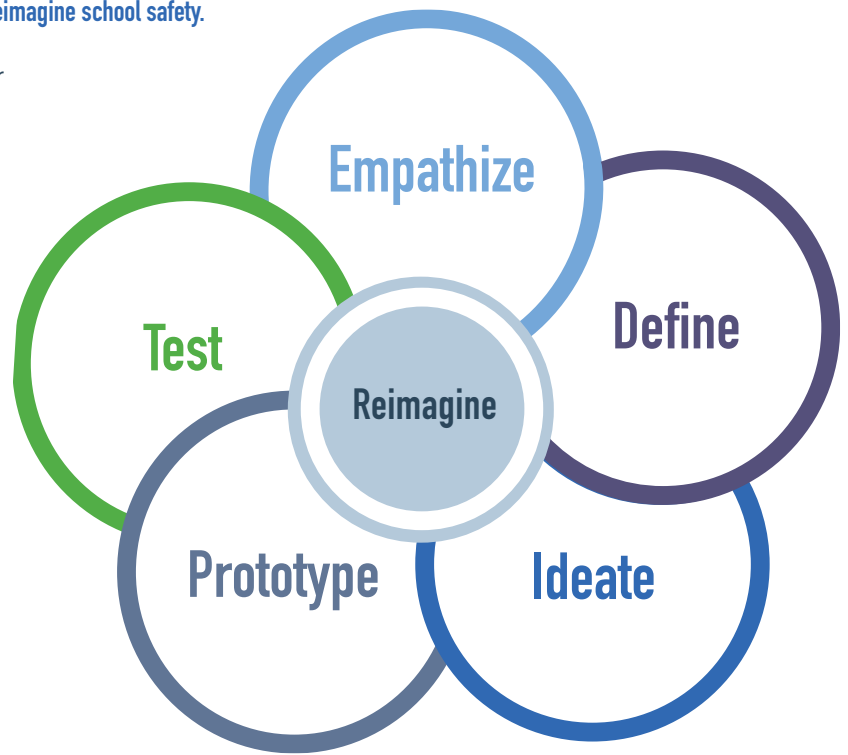 eimagine school safety.
r
Empathize
Define
Test
Reimagine
Prototype
Ideate